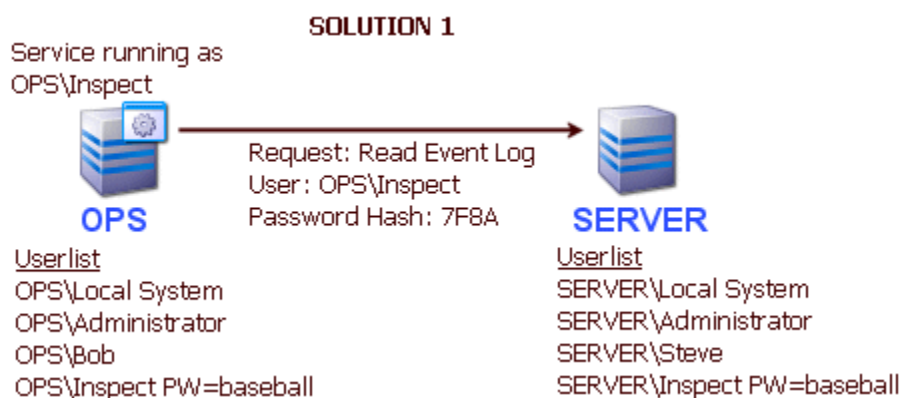 SOLUTION 1
Service running as
OPS\Inspect
Request: Read Event Log
User: OPS\Inspect
Password Hash: 7F8A
OPS
SERVER
Userlist
OPS\Local System
OPS\Administrator
OPS\Bob
OPS\Inspect PW=baseball
Userlist
SERVER\Local System
SERVER\Administrator
SERVER\Steve
SERVER\Inspect PW=baseball